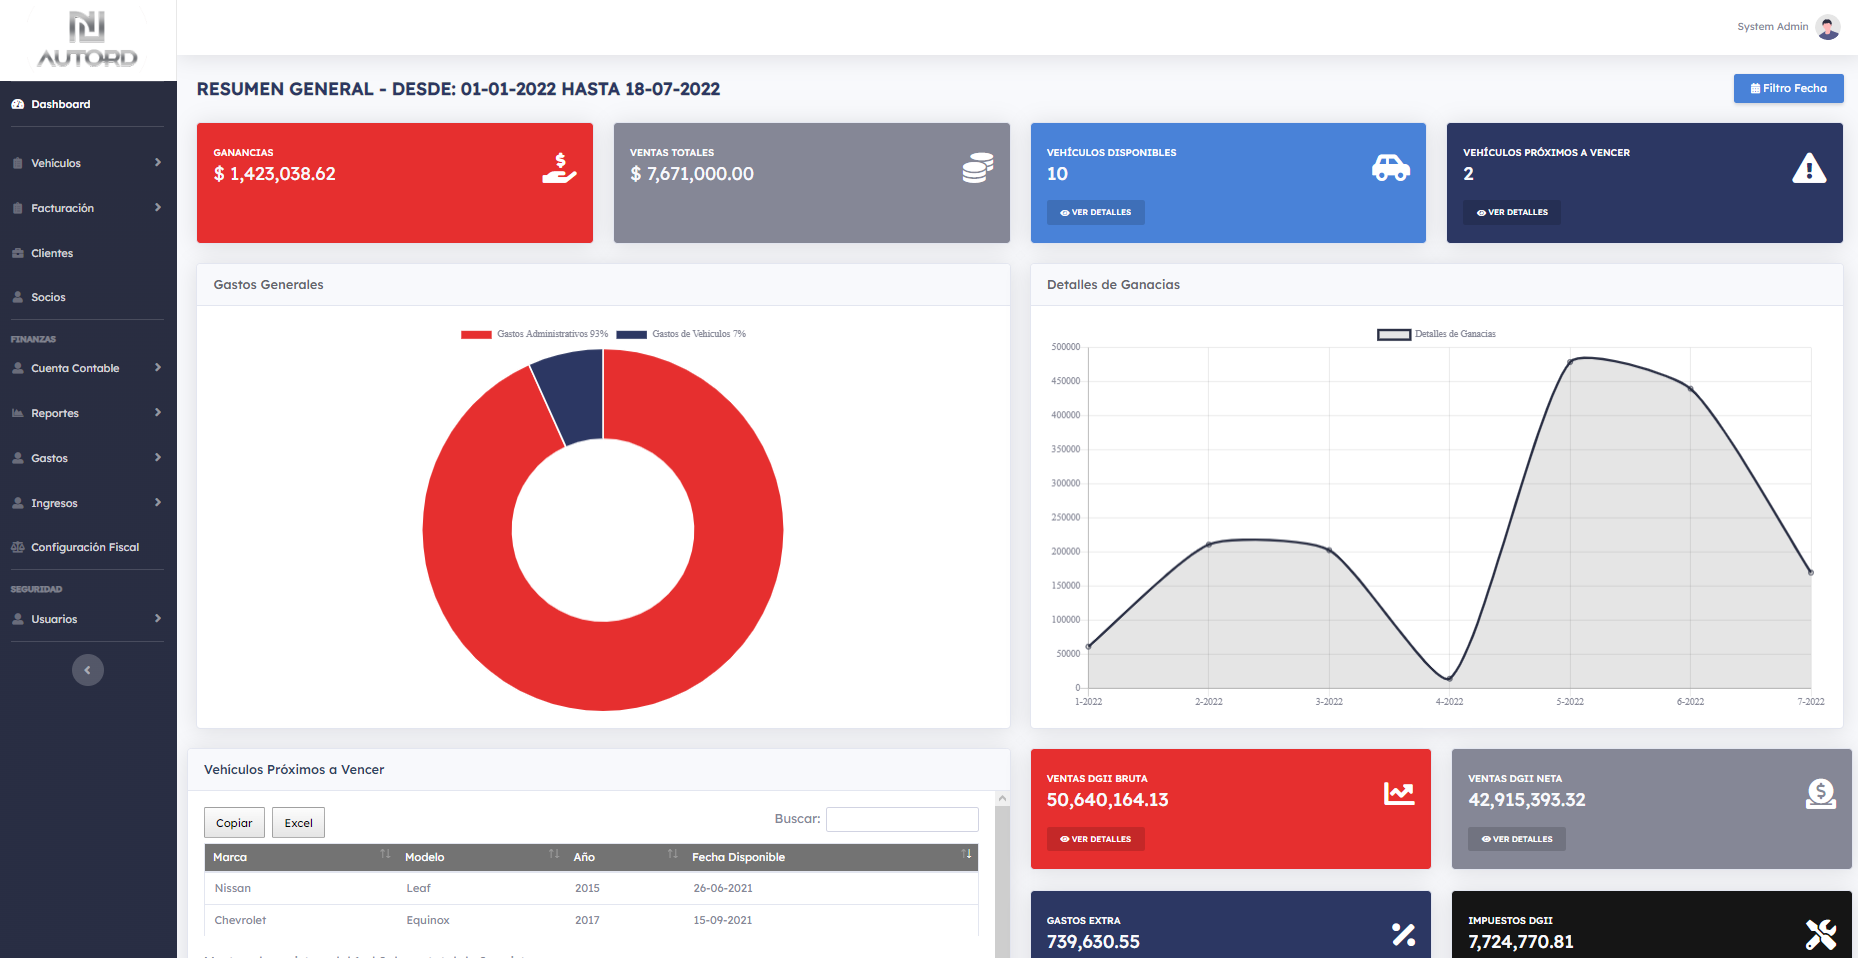 AUTORD
System Admin
Dashboard
Vehículos
Facturación
Clientes
Socios
FINANZAS
Cuenta Contable
Reportes
Gastos
Ingresos
Configuración Fiscal
SEGURIDAD
Usuarios
RESUMEN GENERAL - DESDE: 01-01-2022 HASTA 18-07-2022
Filtro Fecha
GANANCIAS
$ 1,423,038.62
VENTAS TOTALES
$ 7,671,000.00
VEHÍCULOS DISPONIBLES
10
VER DETALLES
VEHÍCULOS PRÓXIMOS A VENCER
2
VER DETALLES
Gastos Generales
Gastos Administrativos 93% Gastos de Vehiculos 7%
Detalles de Ganacias
Detalles de Ganacias
500000
450000
400000
350000
300000
250000
200000
150000
100000
50000
0
1-2022 2-2022 3-2022 4-2022 5-2022 6-2022 7-2022
Vehículos Próximos a Vencer
Copiar Excel Buscar:
Marca Modelo Año Fecha Disponible
Nissan Leaf 2015 26-06-2021
Chevrolet Equinox 2017 15-09-2021
VENTAS DGII BRUTA
50,640,164.13
VER DETALLES
VENTAS DGII NETA
42,915,393.32
VER DETALLES
GASTOS EXTRA
739,630.55
IMPUESTOS DGII
7,724,770.81